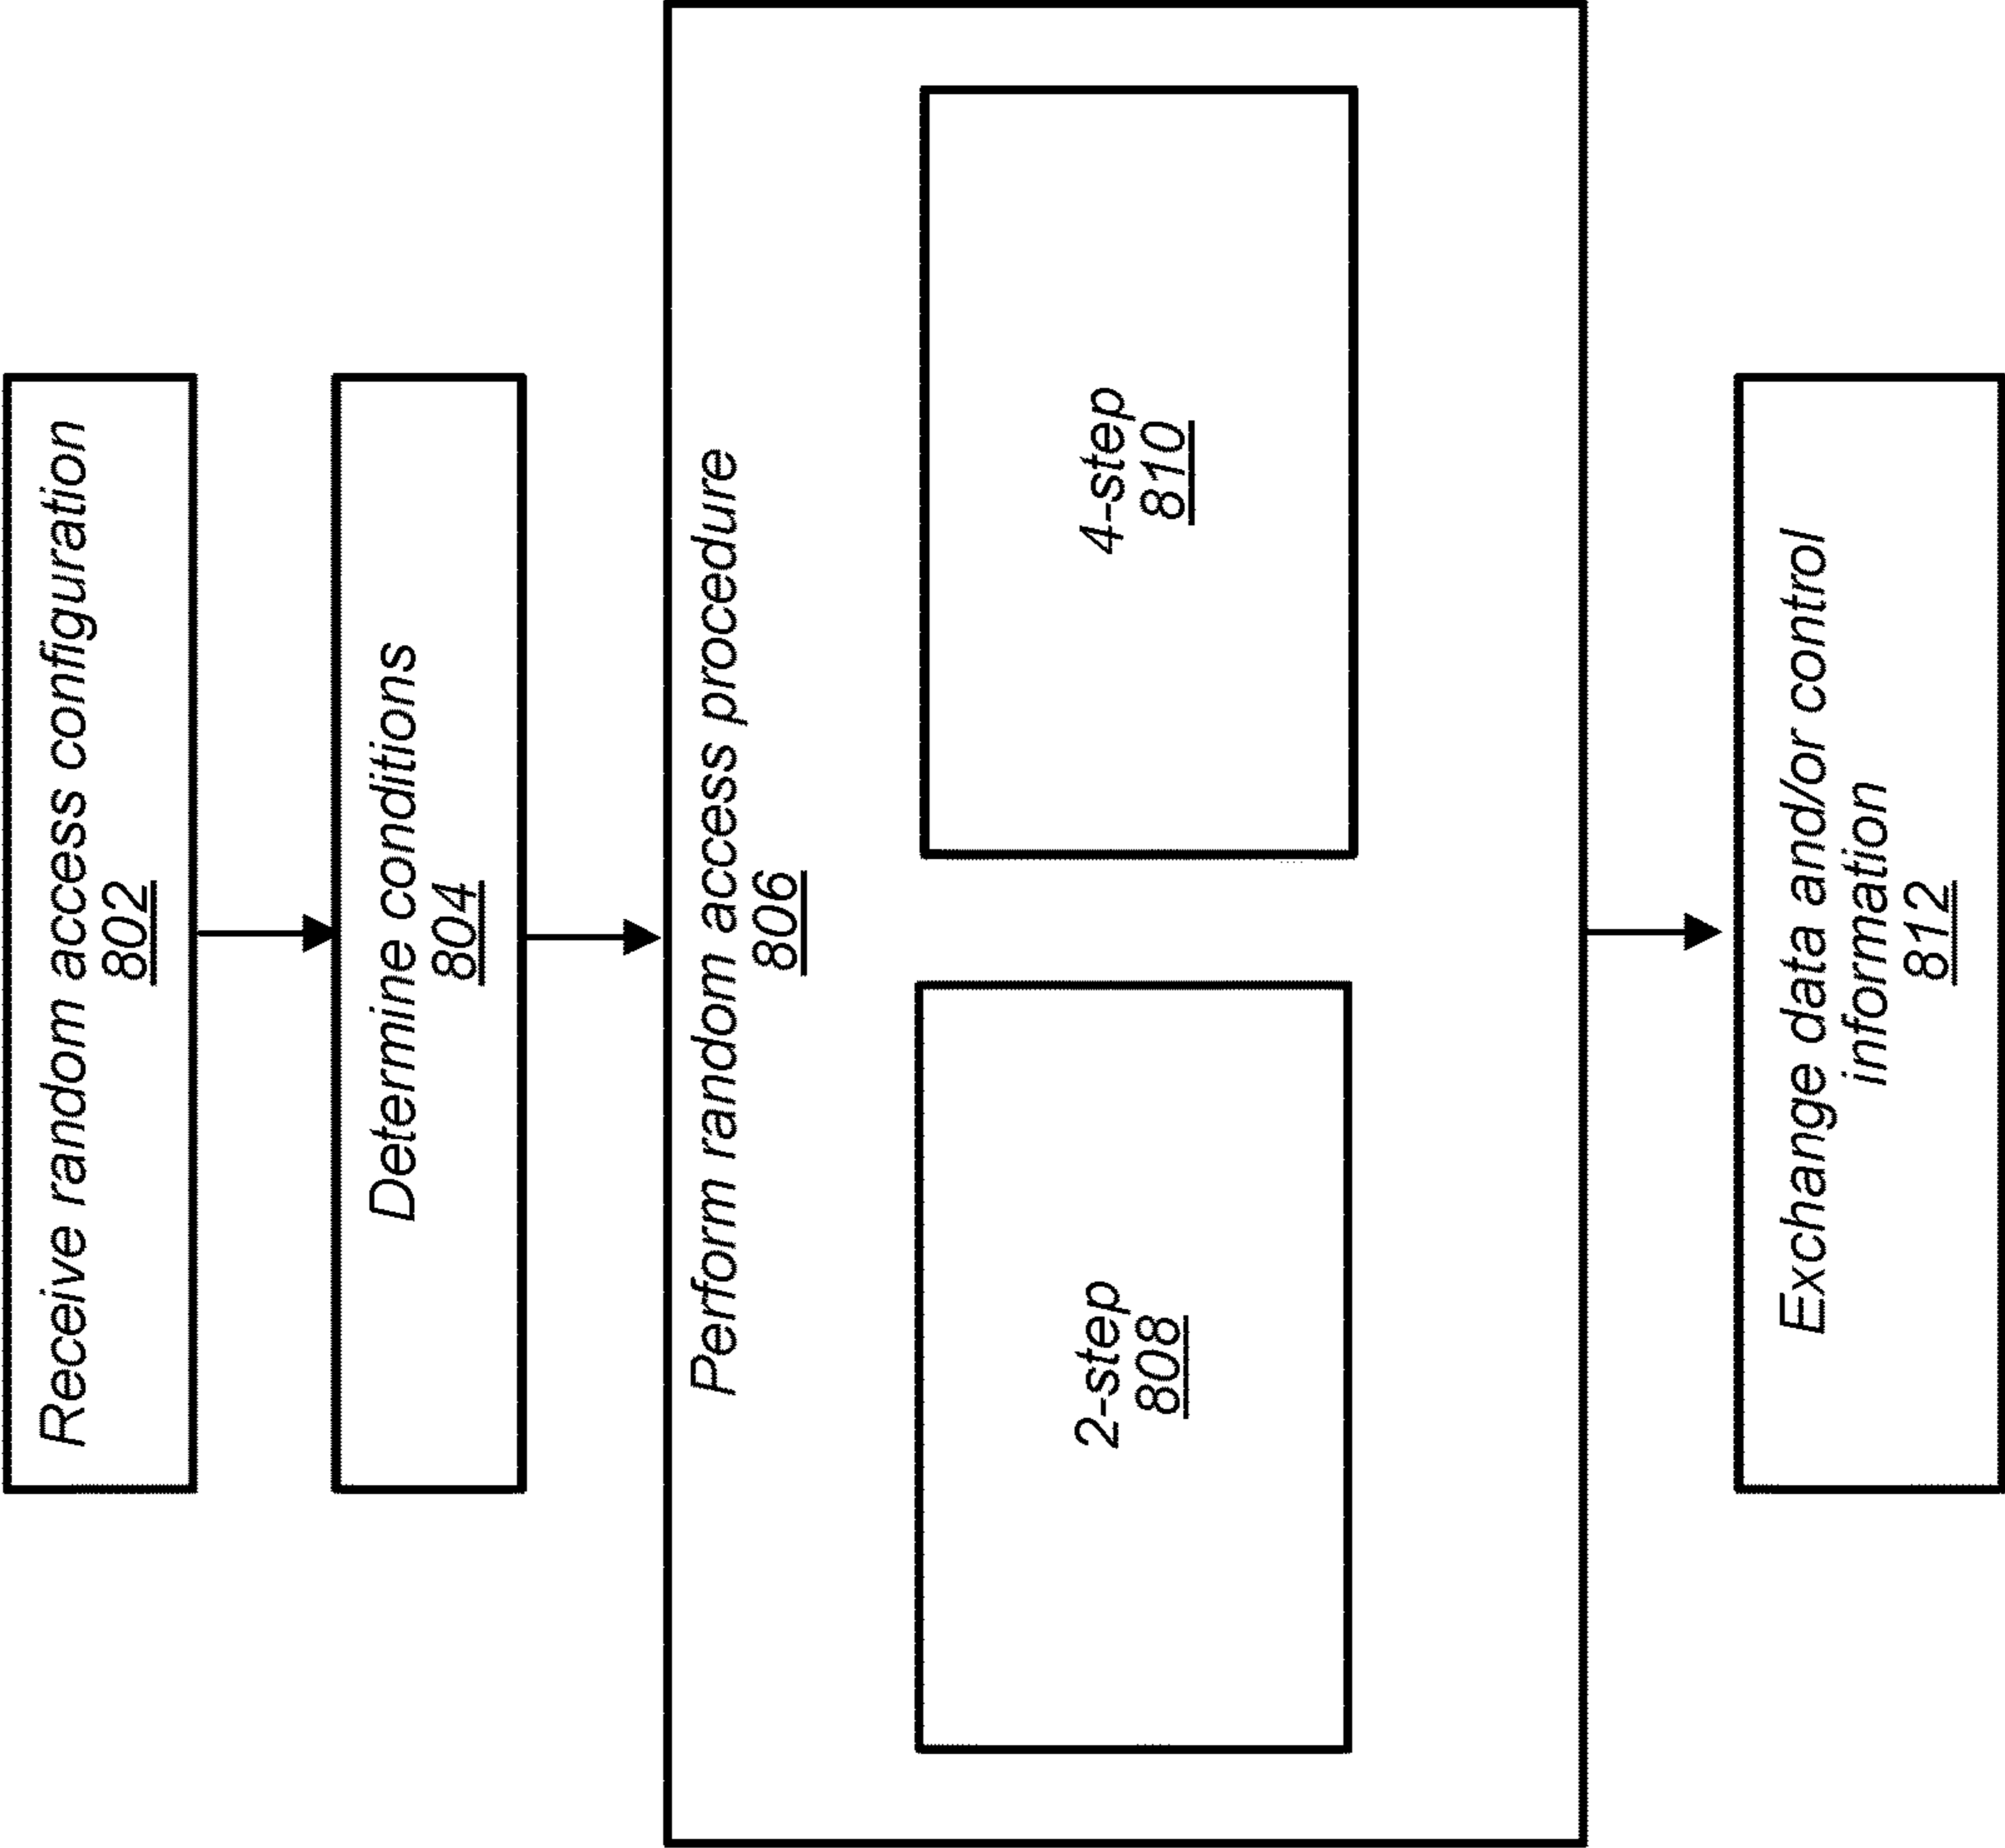 Receive random access configuration
802
Determine conditions
804
Perform random access procedure
806
2-step
808
4-step
810
Exchange data and/or control
information
812